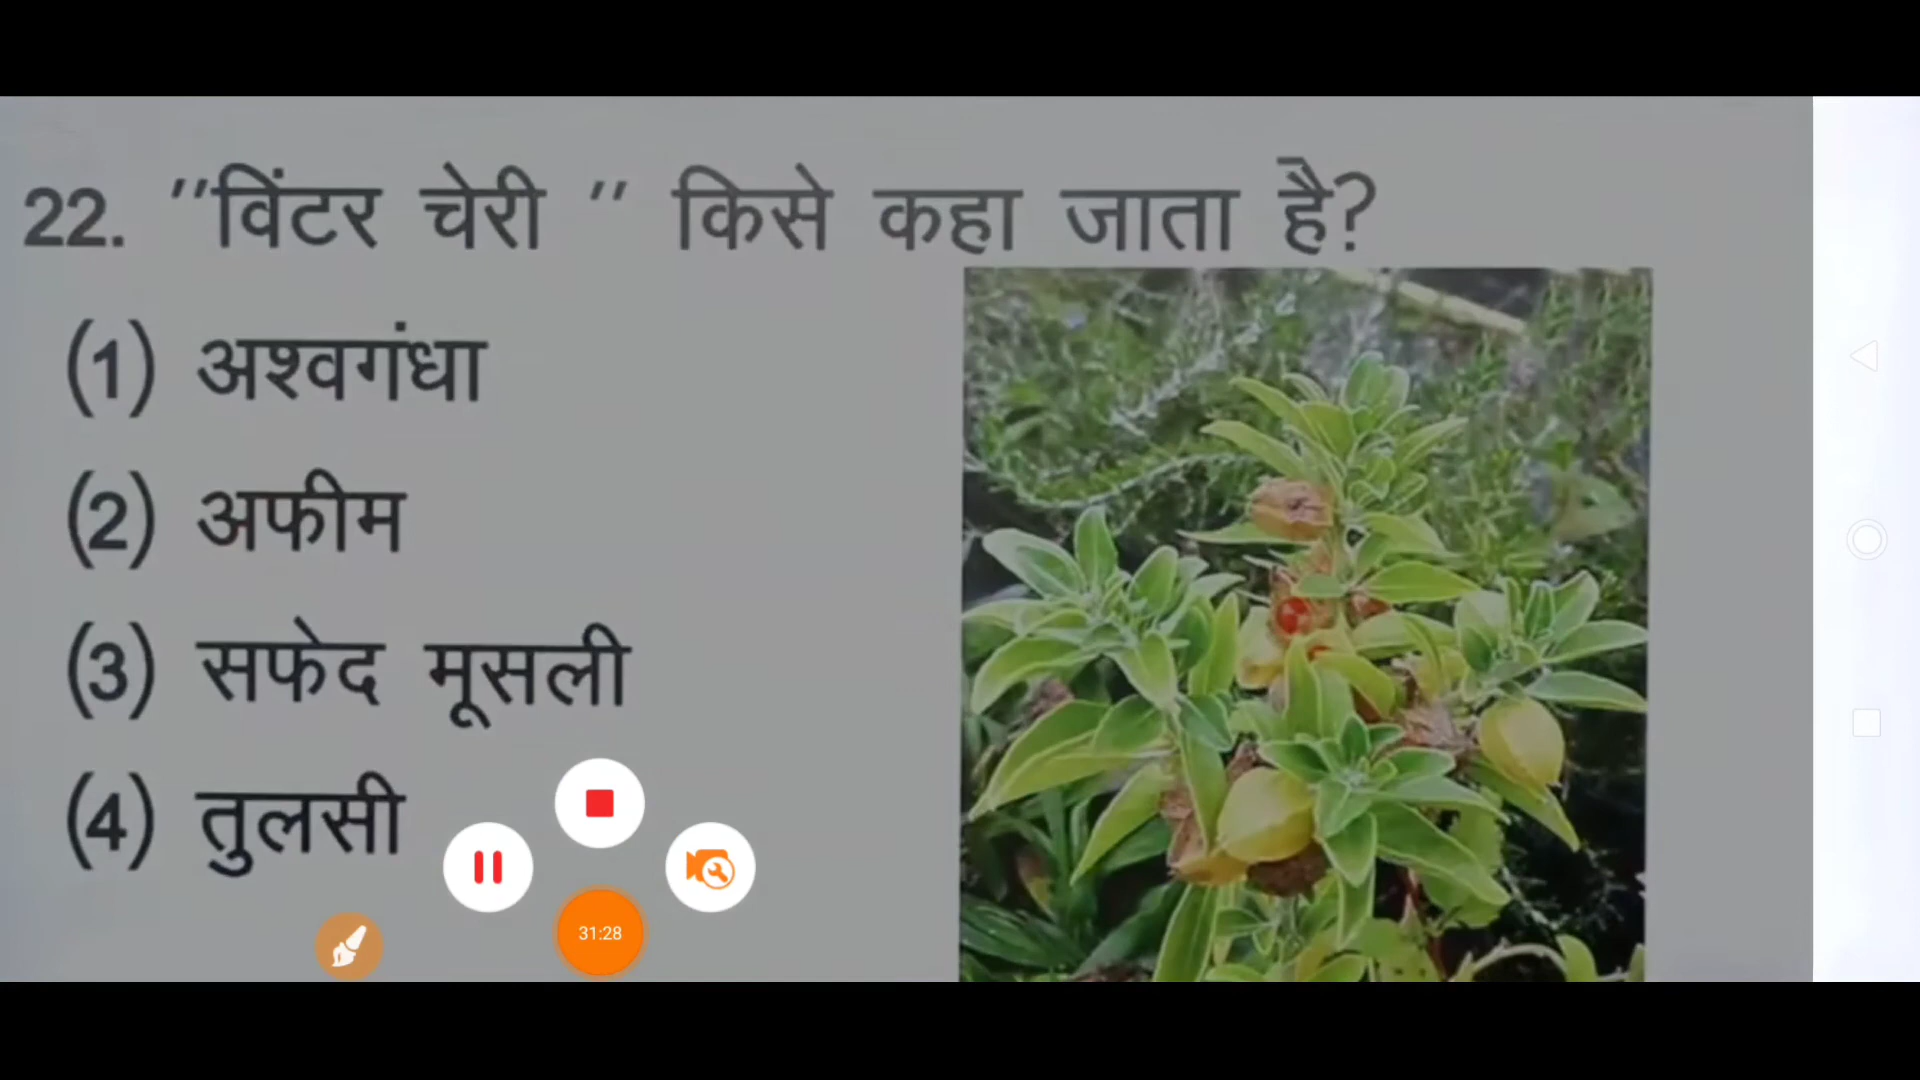 22. ’’विंटर चेरी ’’ किसे कहा जाता है?
(1) अश्वगंधा
(2) अफीम
(3) सफेद मूसली
(4) तुलसी
31:28